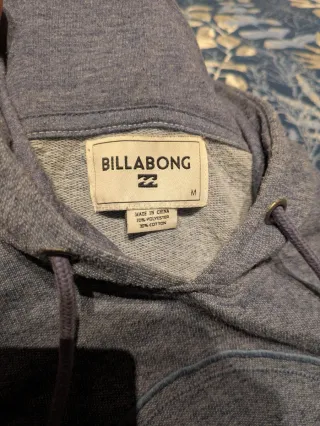 BILLABONG
M
MADE IN CHINA
70% POLYESTER
30% COTTON